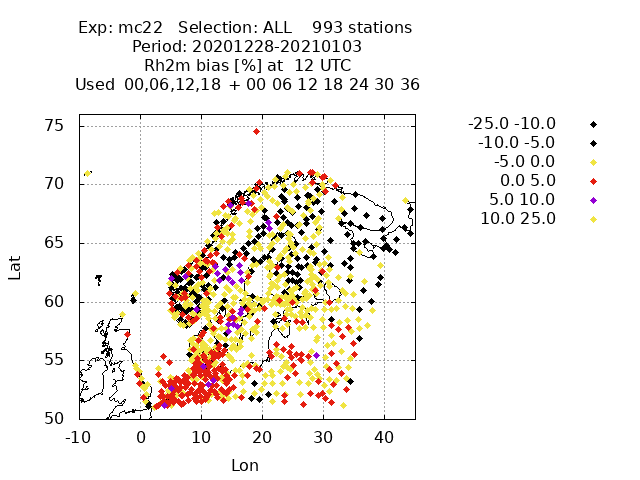 Exp: mc22 Selection: ALL 993 stations
Period: 20201228-20210103
Rh2m bias [%] at 12 UTC
Used 00,06,12,18 + 00 06 12 18 24 30 36
-25.0 -10.0
-10.0 -5.0
-5.0 0.0
0.0 5.0
5.0 10.0
10.0 25.0
75
70
65
60
55
50
Lat
-10 0 10 20 30 40
Lon